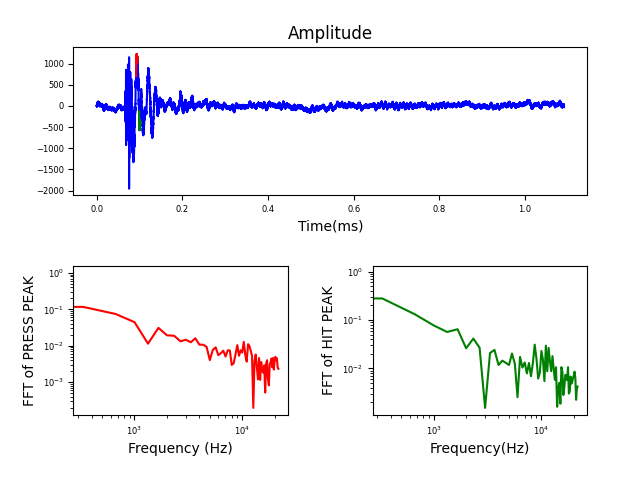 Amplitude
1000
500
0
−500
−1000
−1500
−2000
0.0 0.2 0.4 0.6 0.8 1.0
Time(ms)
FFT of PRESS PEAK
10⁰
10⁻¹
10⁻²
10⁻³
10³ 10⁴
Frequency (Hz)
FFT of HIT PEAK
10⁰
10⁻¹
10⁻²
10³ 10⁴
Frequency(Hz)